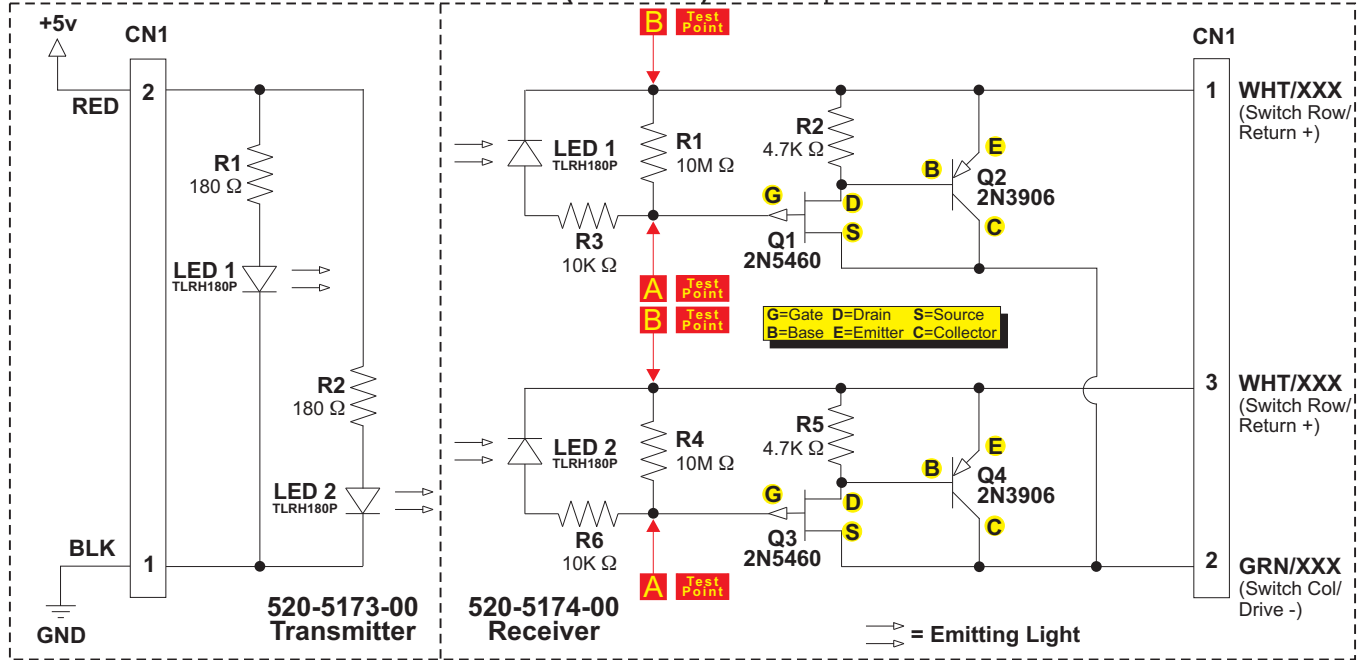 +5v
CN1
2
RED
R1
180 Ω
LED 1
TLRH180P
R2
180 Ω
LED 2
TLRH180P
BLK
1
GND
520-5173-00
Transmitter
B
Test
Point
LED 1
TLRH180P
R1
10M Ω
R3
10K Ω
A
Test
Point
R2
4.7K Ω
G
D
S
Q1
2N5460
B
E
C
Q2
2N3906
CN1
1
WHT/XXX
(Switch Row/
Return +)
B
Test
Point
G=Gate D=Drain S=Source
B=Base E=Emitter C=Collector
LED 2
TLRH180P
R4
10M Ω
R6
10K Ω
A
Test
Point
R5
4.7K Ω
G
D
S
Q3
2N5460
B
E
C
Q4
2N3906
3
WHT/XXX
(Switch Row/
Return +)
2
GRN/XXX
(Switch Col/
Drive -)
520-5174-00
Receiver
= Emitting Light